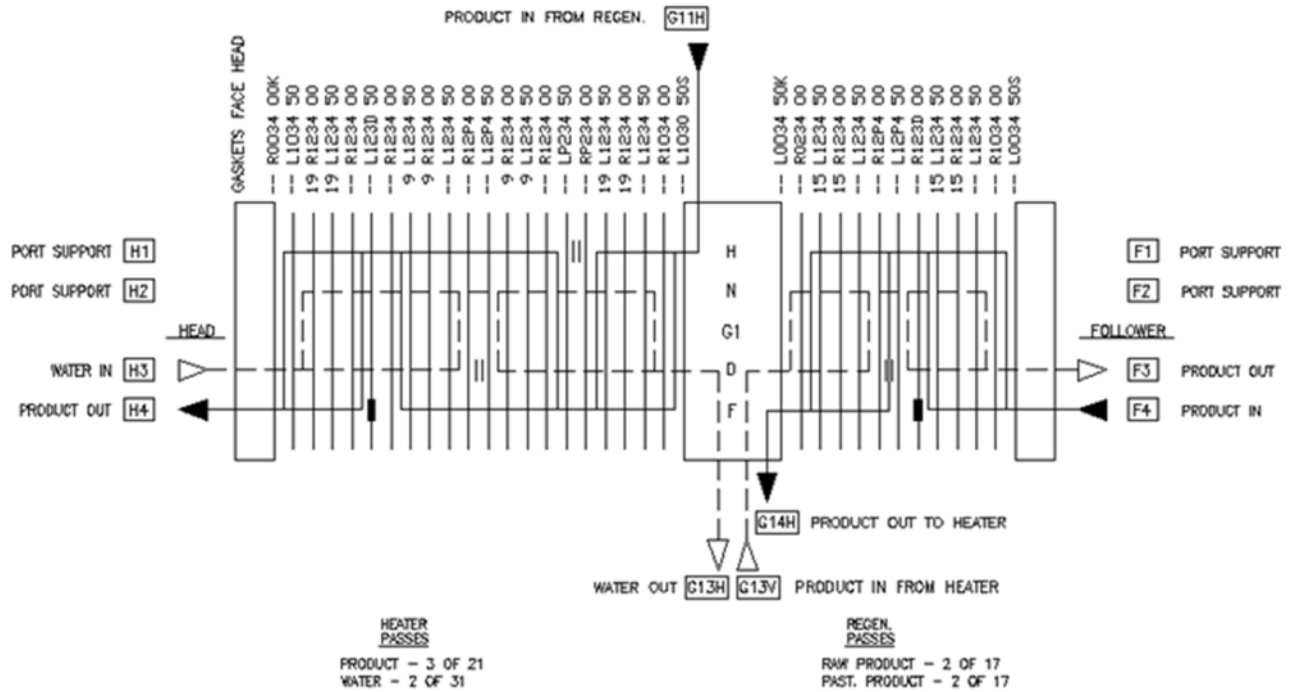 PRODUCT IN FROM REGEN. G11H
GASKETS FACE HEAD
--- R0034 00K
--- L1034 50
19 R1234 00
19 L1234 50
--- R1234 00
--- L123D 50
--- R1234 00
9 L1234 50
9 R1234 00
--- L1234 50
--- R12P4 00
--- L12P4 50
9 R1234 00
9 L1234 50
--- R1234 00
--- LP234 50
--- RP234 00
19 L1234 50
19 R1234 00
--- L1234 50
--- R1034 00
--- L1030 50S
--- L0034 50K
--- R0234 00
15 L1234 50
15 R1234 00
--- L1234 50
--- R12P4 00
--- L12P4 50
--- R123D 00
15 L1234 50
15 R1234 00
--- L1234 50
--- R1034 00
--- L0034 50S
PORT SUPPORT H1
PORT SUPPORT H2
HEAD
WATER IN H3
PRODUCT OUT H4
H
N
G1
D
F
F1 PORT SUPPORT
F2 PORT SUPPORT
FOLLOWER
F3 PRODUCT OUT
F4 PRODUCT IN
G14H PRODUCT OUT TO HEATER
WATER OUT G13H
G13V PRODUCT IN FROM HEATER
HEATER
PASSES
PRODUCT - 3 OF 21
WATER - 2 OF 31
REGEN.
PASSES
RAW PRODUCT - 2 OF 17
PAST. PRODUCT - 2 OF 17